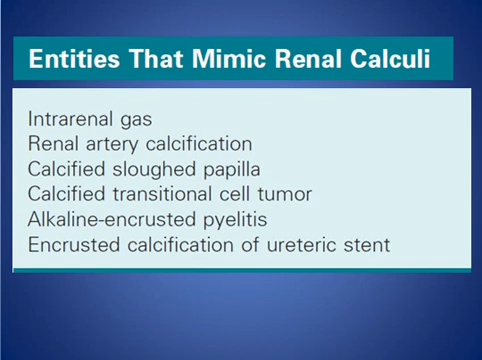 Entities That Mimic Renal Calculi
Intrarenal gas
Renal artery calcification
Calcified sloughed papilla
Calcified transitional cell tumor
Alkaline-encrusted pyelitis
Encrusted calcification of ureteric stent